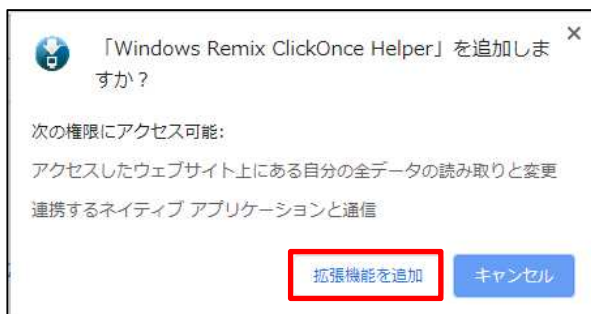 「Windows Remix ClickOnce Helper」を追加しま
すか？
×
次の権限にアクセス可能:
アクセスしたウェブサイト上にある自分の全データの読み取りと変更
連携するネイティブ アプリケーションと通信
拡張機能を追加
キャンセル